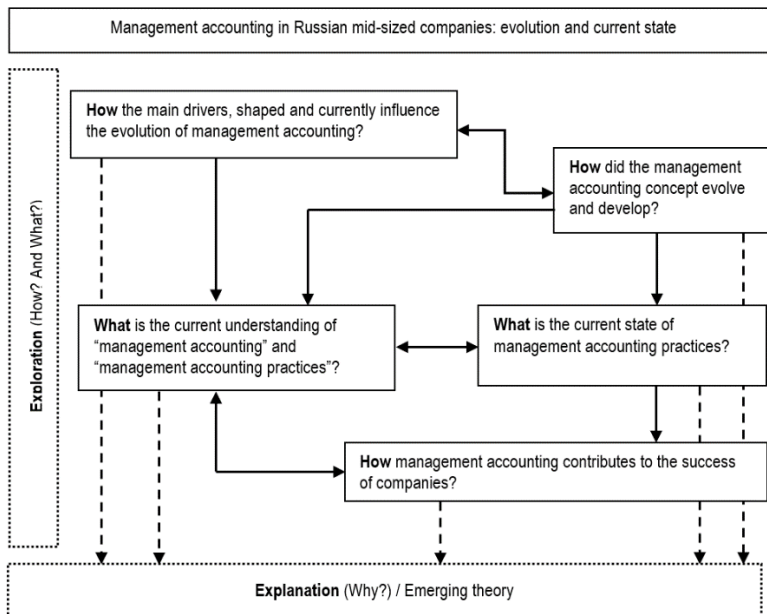 Management accounting in Russian mid-sized companies: evolution and current state
Exploration (How? And What?)
How the main drivers, shaped and currently influence
the evolution of management accounting?
How did the management
accounting concept evolve
and develop?
What is the current understanding of
“management accounting” and
“management accounting practices”?
What is the current state of
management accounting practices?
How management accounting contributes to the success
of companies?
Explanation (Why?) / Emerging theory